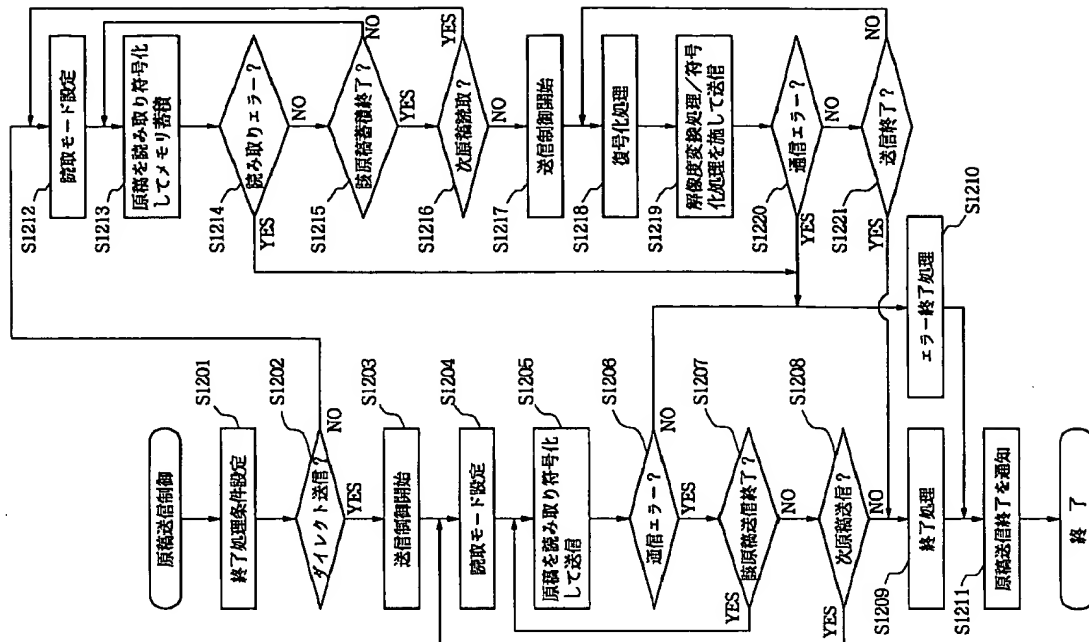 原稿送信制御
終了処理条件設定
S1201
ダイレクト送信?
S1202
NO
YES
送信制御開始
S1203
読取モード設定
S1204
原稿を読み取り符号化
して送信
S1205
通信エラー?
S1206
NO
YES
該原稿送信終了?
S1207
YES
NO
次原稿送信?
S1208
YES
NO
終了処理
S1209
エラー終了処理
S1210
原稿送信終了を通知
S1211
終 了
読取モード設定
S1212
原稿を読み取り符号化
してメモリ蓄積
S1213
読み取りエラー?
S1214
YES
NO
該原稿蓄積終了?
S1215
NO
YES
次原稿読取?
S1216
YES
NO
送信制御開始
S1217
復号化処理
S1218
解像度変換処理/符号
化処理を施して送信
S1219
通信エラー?
S1220
YES
NO
送信終了?
S1221
NO
YES